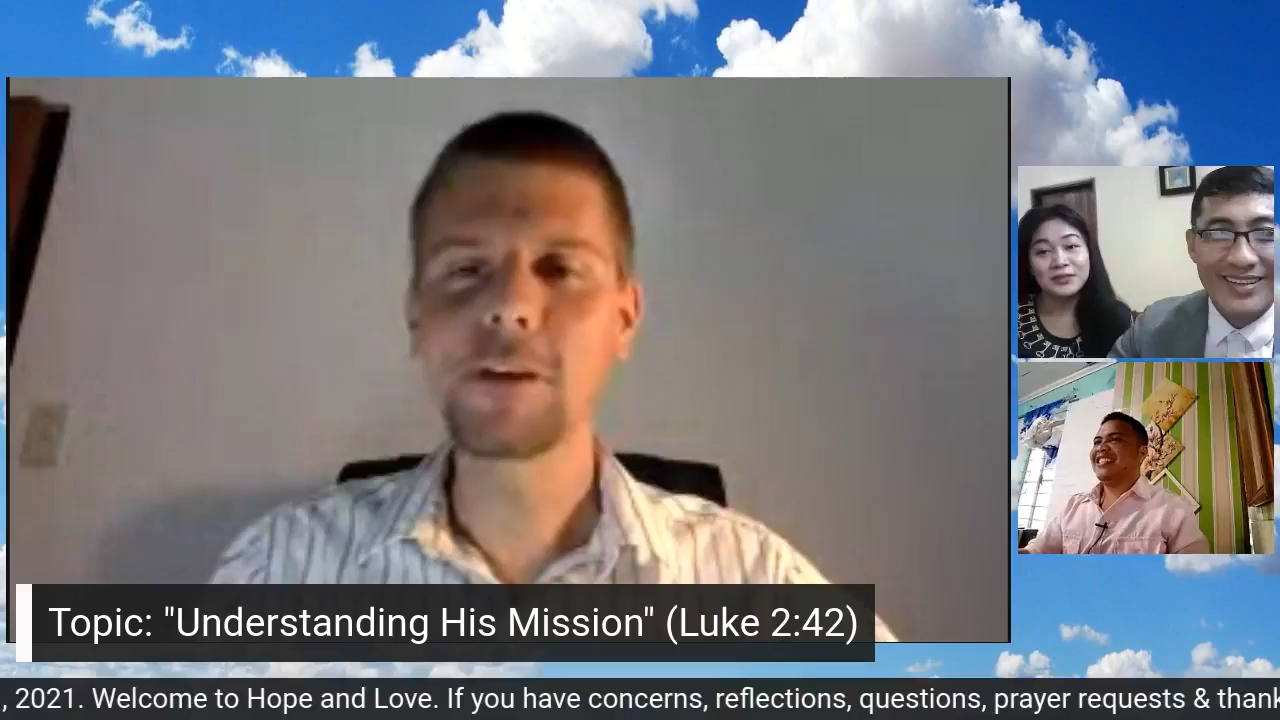 Topic: "Understanding His Mission" (Luke 2:42)
, 2021. Welcome to Hope and Love. If you have concerns, reflections, questions, prayer requests & thank